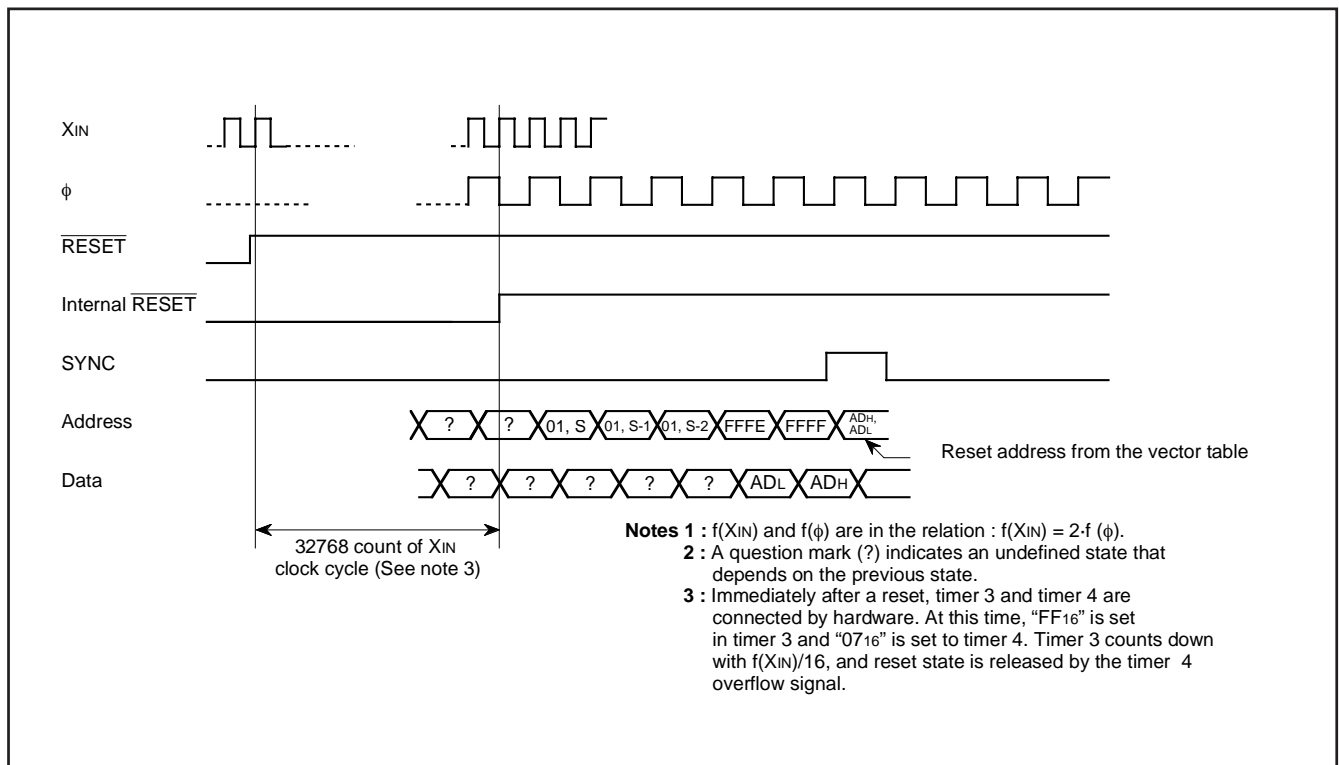 XIN
φ
RESET
Internal RESET
SYNC
Address
? ? 01, S 01, S-1 01, S-2 FFFE FFFF ADH, ADL
Reset address from the vector table
Data
? ? ? ? ? ADL ADH
32768 count of XIN
clock cycle (See note 3)
Notes 1 : f(XIN) and f(φ) are in the relation : f(XIN) = 2·f (φ).
2 : A question mark (?) indicates an undefined state that
depends on the previous state.
3 : Immediately after a reset, timer 3 and timer 4 are
connected by hardware. At this time, “FF16” is set
in timer 3 and “0716” is set to timer 4. Timer 3 counts down
with f(XIN)/16, and reset state is released by the timer 4
overflow signal.